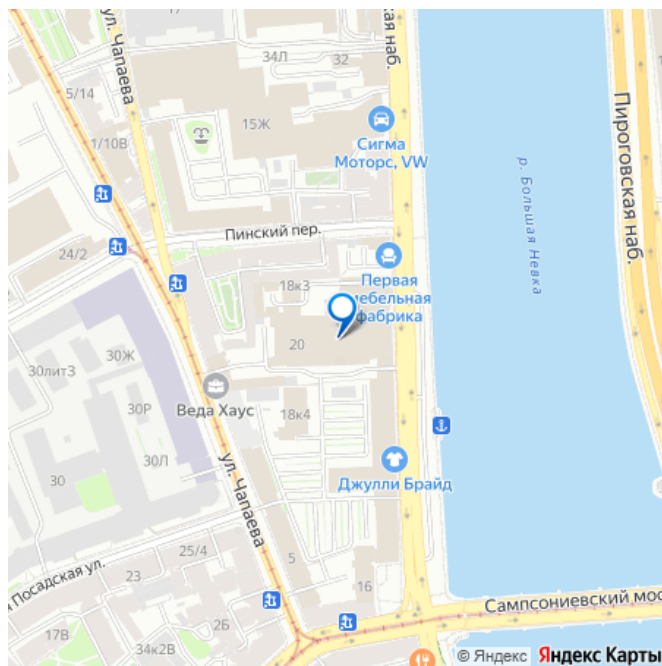 17
34Л
32
кая наб.
ул. Чапаева
5/14
15Ж
1/10В
Сигма
Моторс, VW
Пироговская наб.
р. Большая Невка
Пинский пер.
24/2
18к3
Первая
мебельная
фабрика
20
30Ж
30лит3
Веда Хаус
30Р
18к4
30
30Л
Джулли Брайд
ул. Чапаева
25/4
5
я Посадская ул.
23
16
Сампсониевский мос
2Б
17В
34к2В
© Яндекс Яндекс Карты